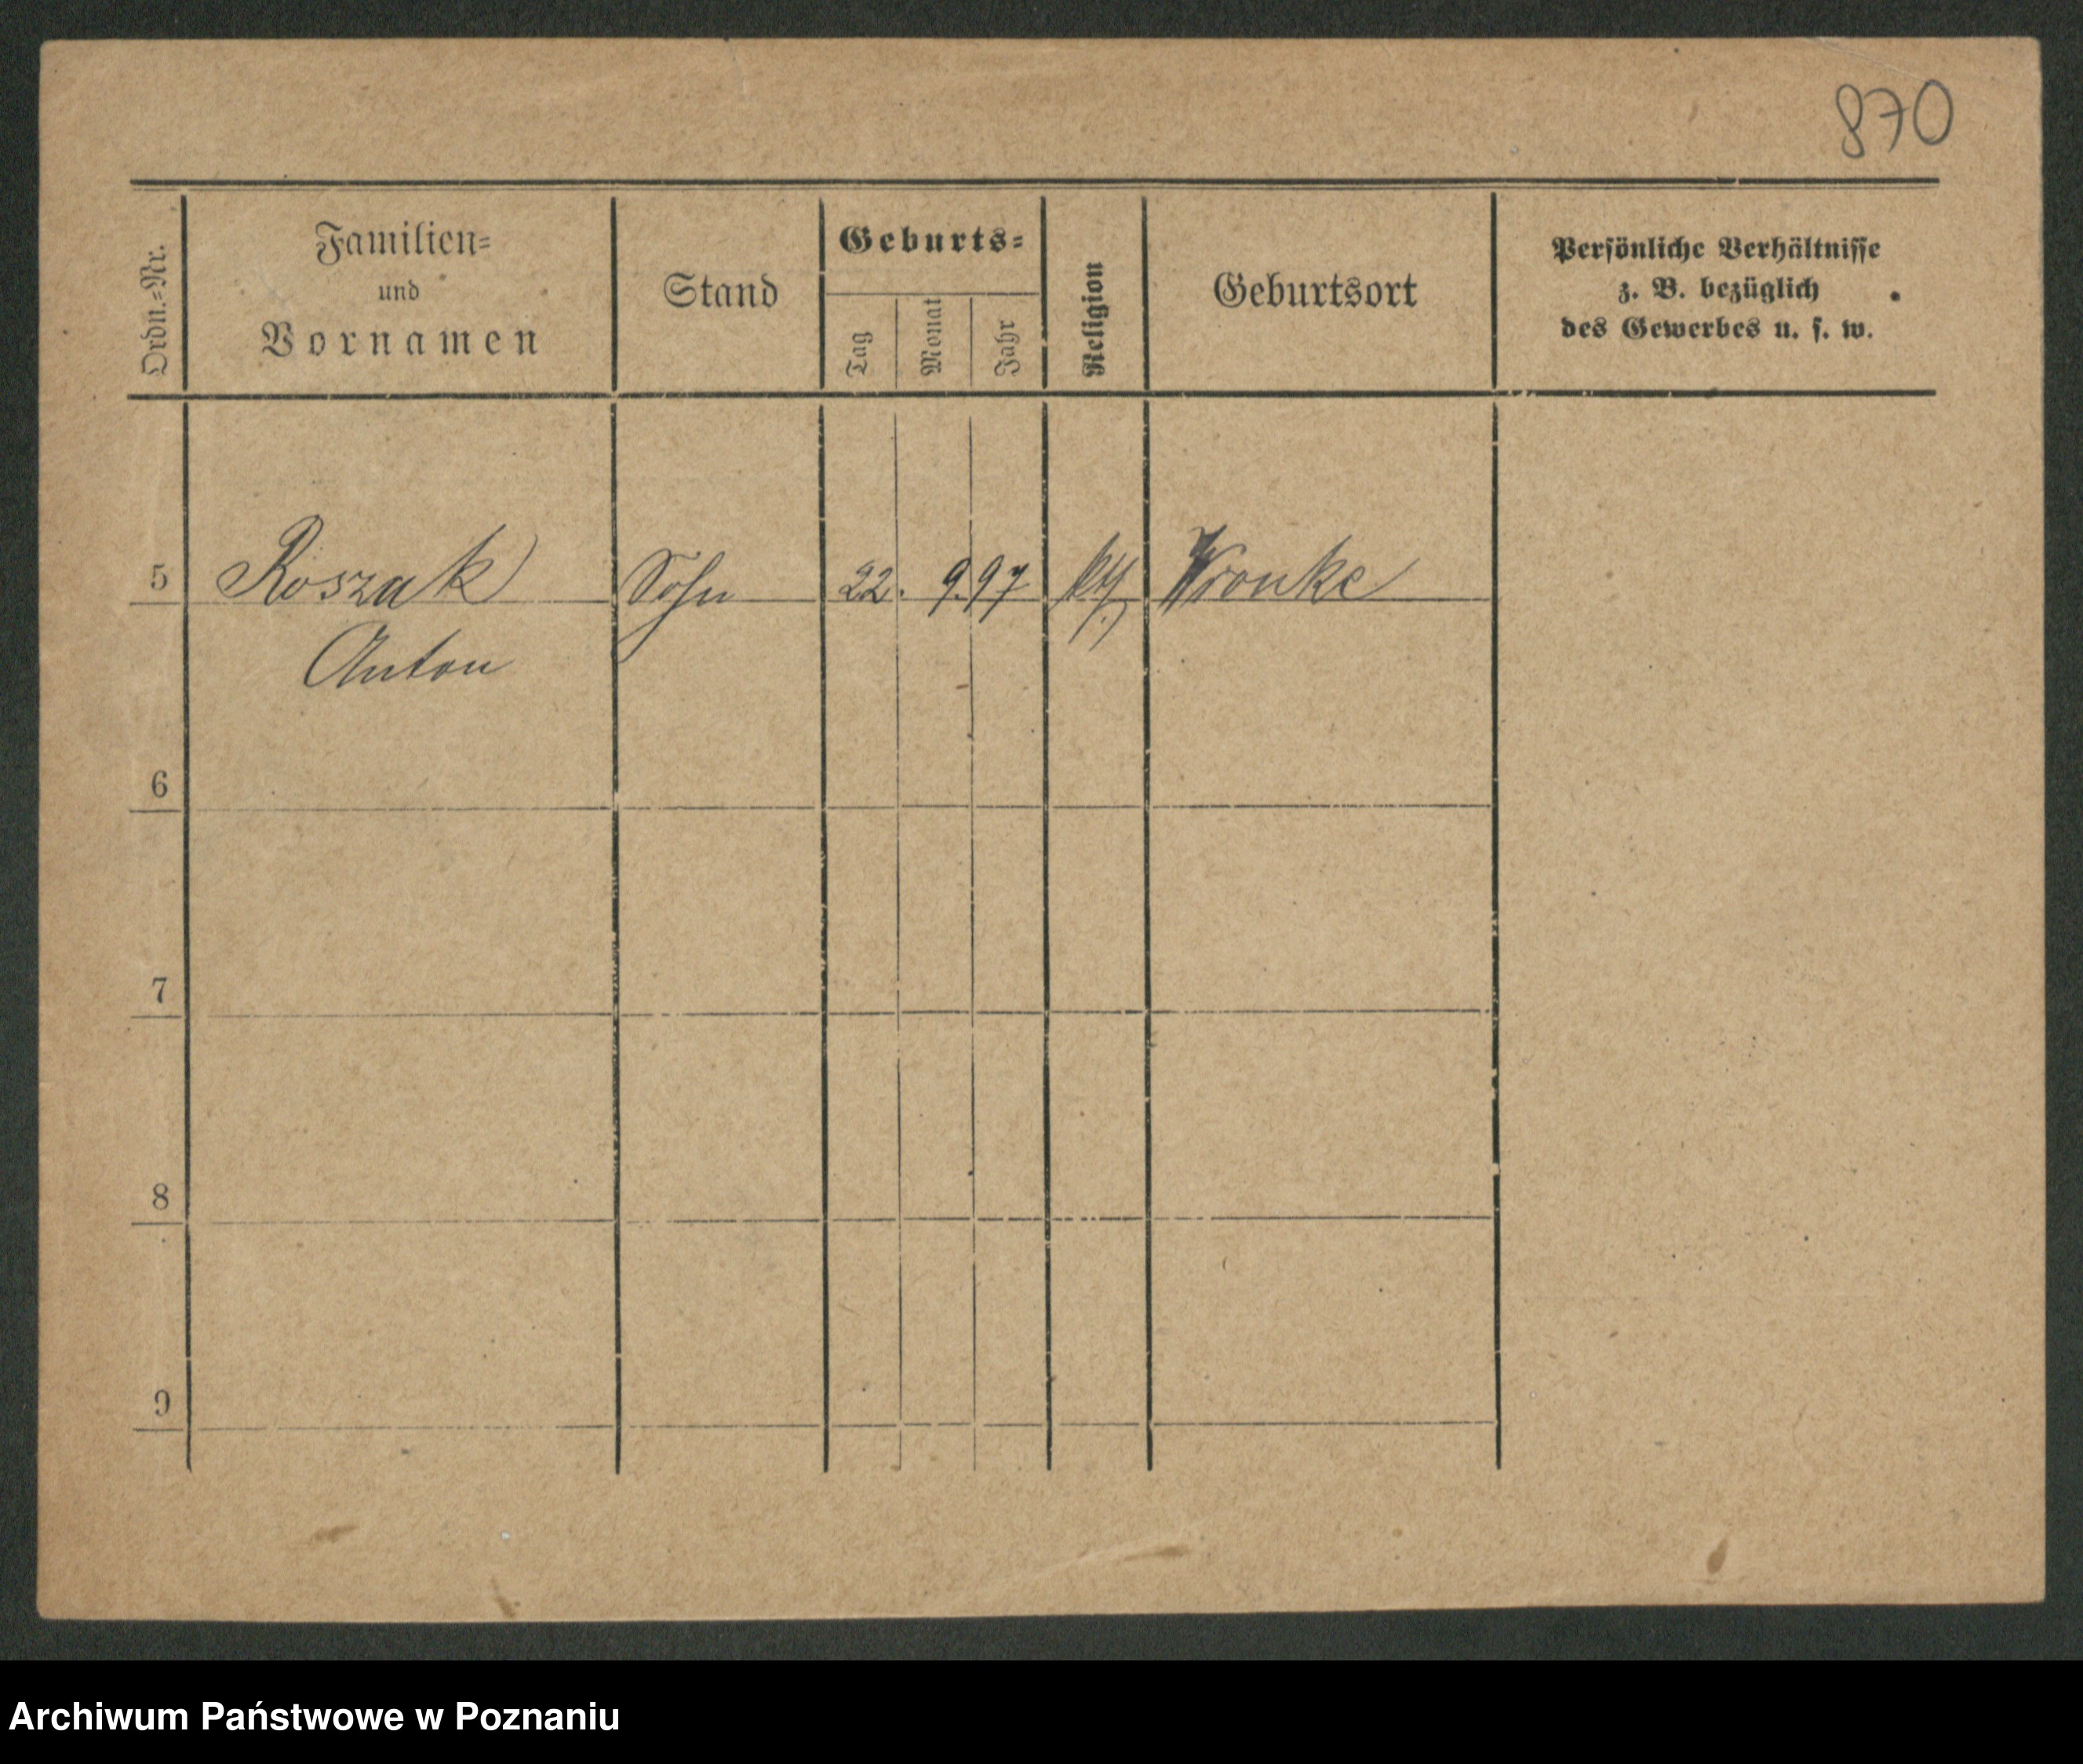 870
Ordn.=Nr.
Familien=
und
Vornamen
Stand
Geburts=
Tag
Monat
Jahr
Religion
Geburtsort
Persönliche Verhältnisse
z. B. bezüglich
des Gewerbes u. s. w.
5 Roszak Sohn 22. 9. 97 Wronke
Anton
6
7
8
9
Archiwum Państwowe w Poznaniu